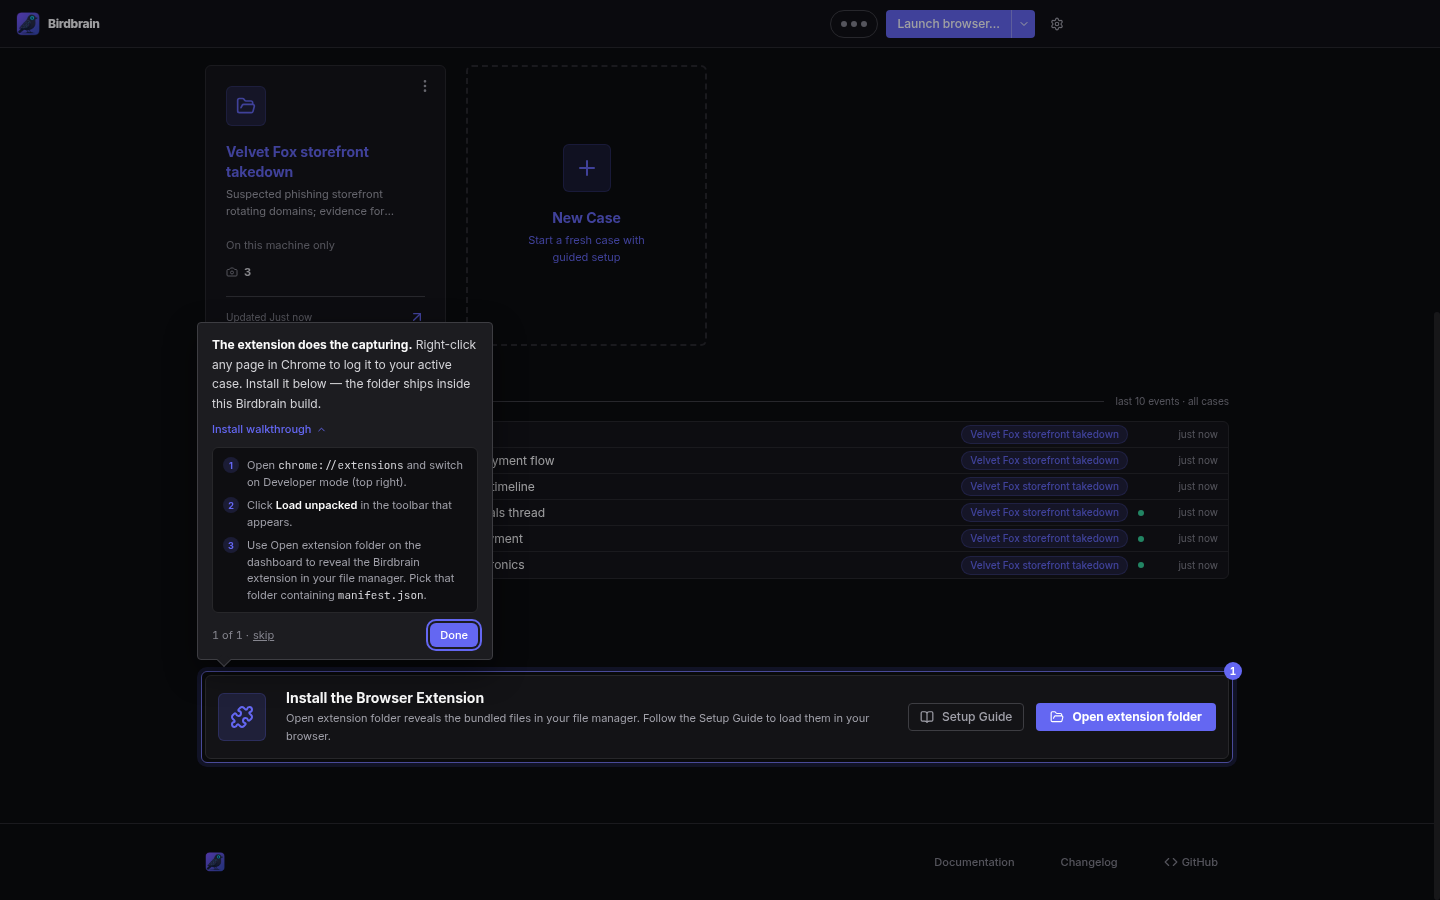 Birdbrain
Launch browser...
Velvet Fox storefront
takedown
Suspected phishing storefront
rotating domains; evidence for...
On this machine only
3
Updated Just now
New Case
Start a fresh case with
guided setup
The extension does the capturing. Right-click
any page in Chrome to log it to your active
case. Install it below — the folder ships inside
this Birdbrain build.
Install walkthrough
1 Open chrome://extensions and switch
on Developer mode (top right).
2 Click Load unpacked in the toolbar that
appears.
3 Use Open extension folder on the
dashboard to reveal the Birdbrain
extension in your file manager. Pick that
folder containing manifest.json.
1 of 1 · skip
Done
last 10 events · all cases
Velvet Fox storefront takedown just now
yment flow Velvet Fox storefront takedown just now
timeline Velvet Fox storefront takedown just now
als thread Velvet Fox storefront takedown just now
yment Velvet Fox storefront takedown just now
ronics Velvet Fox storefront takedown just now
1
Install the Browser Extension
Open extension folder reveals the bundled files in your file manager. Follow the Setup Guide to load them in your
browser.
Setup Guide
Open extension folder
Documentation
Changelog
GitHub